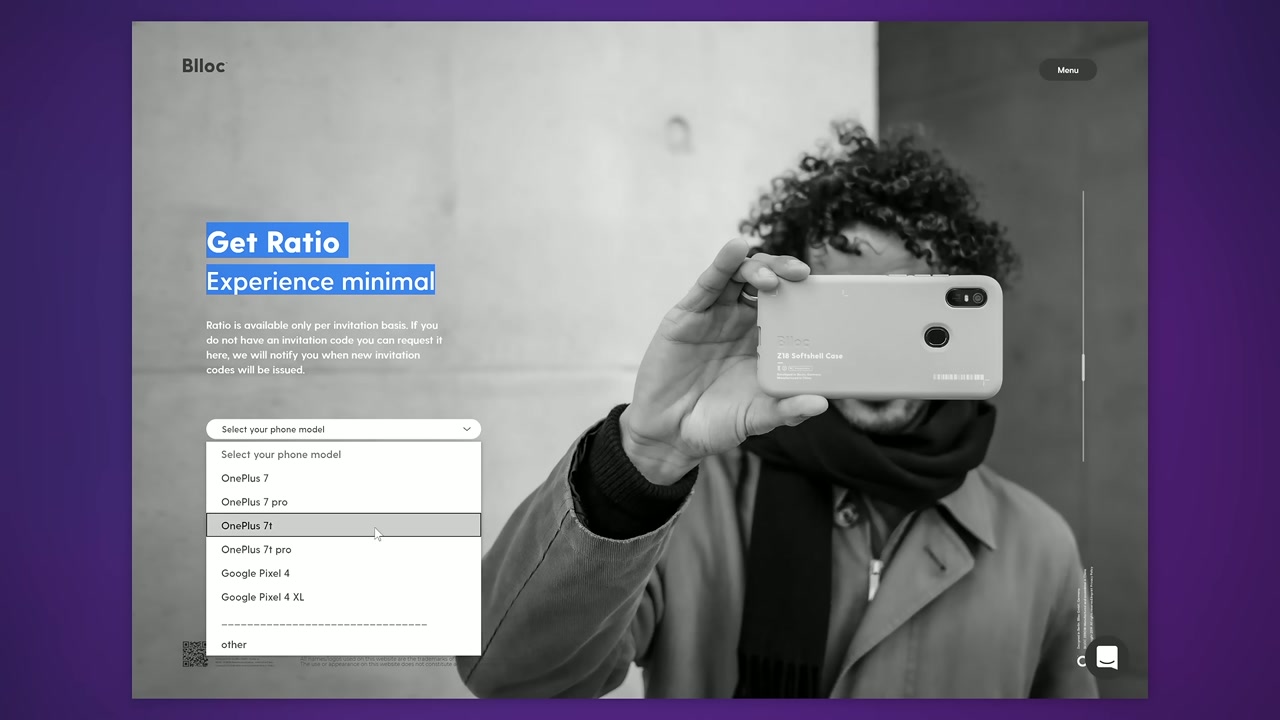 Blloc
Menu
Get Ratio
Experience minimal
Ratio is available only per invitation basis. If you
do not have an invitation code you can request it
here, we will notify you when new invitation
codes will be issued.
Blloc
Z18 Softshell Case
Select your phone model
Select your phone model
OnePlus 7
OnePlus 7 pro
OnePlus 7t
OnePlus 7t pro
Google Pixel 4
Google Pixel 4 XL
________________________________
other